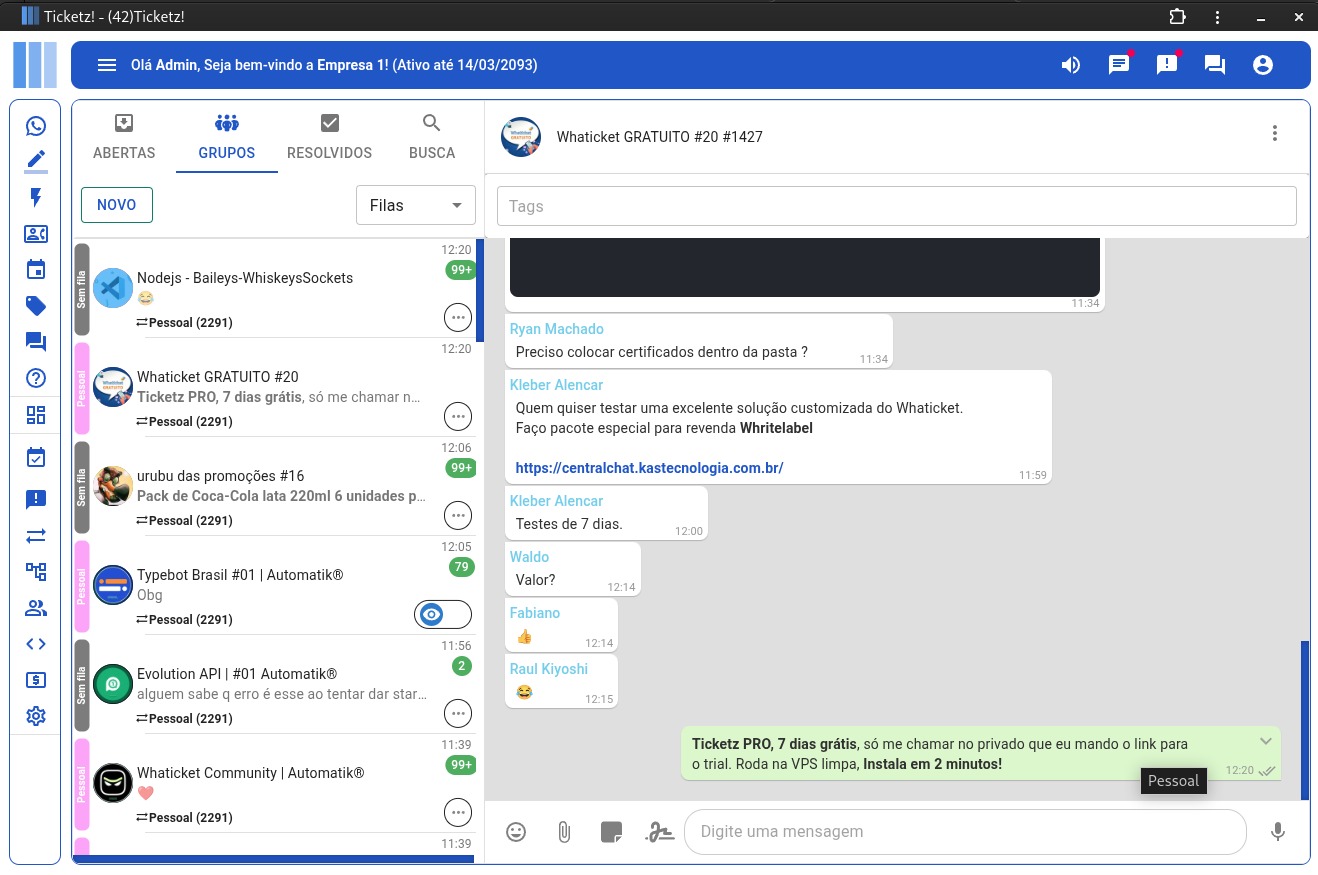 Ticketz! - (42)Ticketz!
Olá Admin, Seja bem-vindo a Empresa 1! (Ativo até 14/03/2093)
ABERTAS
GRUPOS
RESOLVIDOS
BUSCA
NOVO
Filas
Sem fila
12:20
Nodejs - Baileys-WhiskeysSockets
99+
😂
⇄Pessoal (2291)
Pessoal
12:20
Whaticket GRATUITO #20
Ticketz PRO, 7 dias grátis, só me chamar n…
⇄Pessoal (2291)
Sem fila
12:06
urubu das promoções #16
99+
Pack de Coca-Cola lata 220ml 6 unidades p…
⇄Pessoal (2291)
Pessoal
12:05
Typebot Brasil #01 | Automatik®
79
Obg
⇄Pessoal (2291)
Sem fila
11:56
Evolution API | #01 Automatik®
2
alguem sabe q erro é esse ao tentar dar star…
⇄Pessoal (2291)
Pessoal
11:39
Whaticket Community | Automatik®
99+
❤️
⇄Pessoal (2291)
11:39
Whaticket GRATUITO #20 #1427
Tags
11:34
Ryan Machado
Preciso colocar certificados dentro da pasta ?
11:34
Kleber Alencar
Quem quiser testar uma excelente solução customizada do Whaticket.
Faço pacote especial para revenda Whritelabel
https://centralchat.kastecnologia.com.br/
11:59
Kleber Alencar
Testes de 7 dias.
12:00
Waldo
Valor?
12:14
Fabiano
👍
12:14
Raul Kiyoshi
😂
12:15
Ticketz PRO, 7 dias grátis, só me chamar no privado que eu mando o link para
o trial. Roda na VPS limpa, Instala em 2 minutos!
12:20
Pessoal
Digite uma mensagem